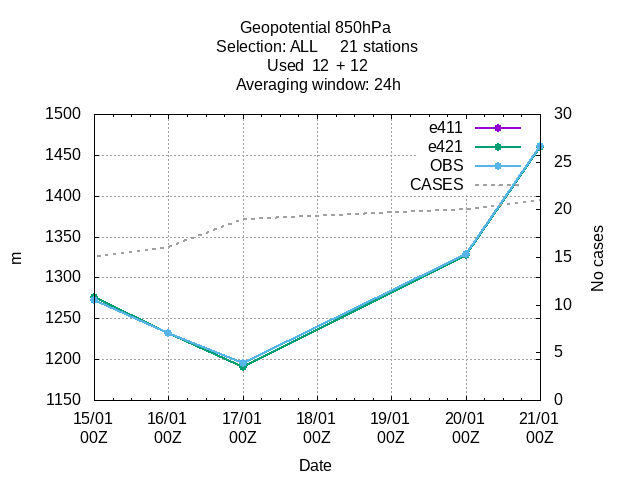 Geopotential 850hPa
Selection: ALL     21 stations
Used  12 + 12
Averaging window: 24h
1500
1450
1400
1350
1300
1250
1200
1150
m
30
25
20
15
10
5
0
No cases
e411
e421
OBS
CASES
15/01 16/01 17/01 18/01 19/01 20/01 21/01
00Z 00Z 00Z 00Z 00Z 00Z 00Z
Date